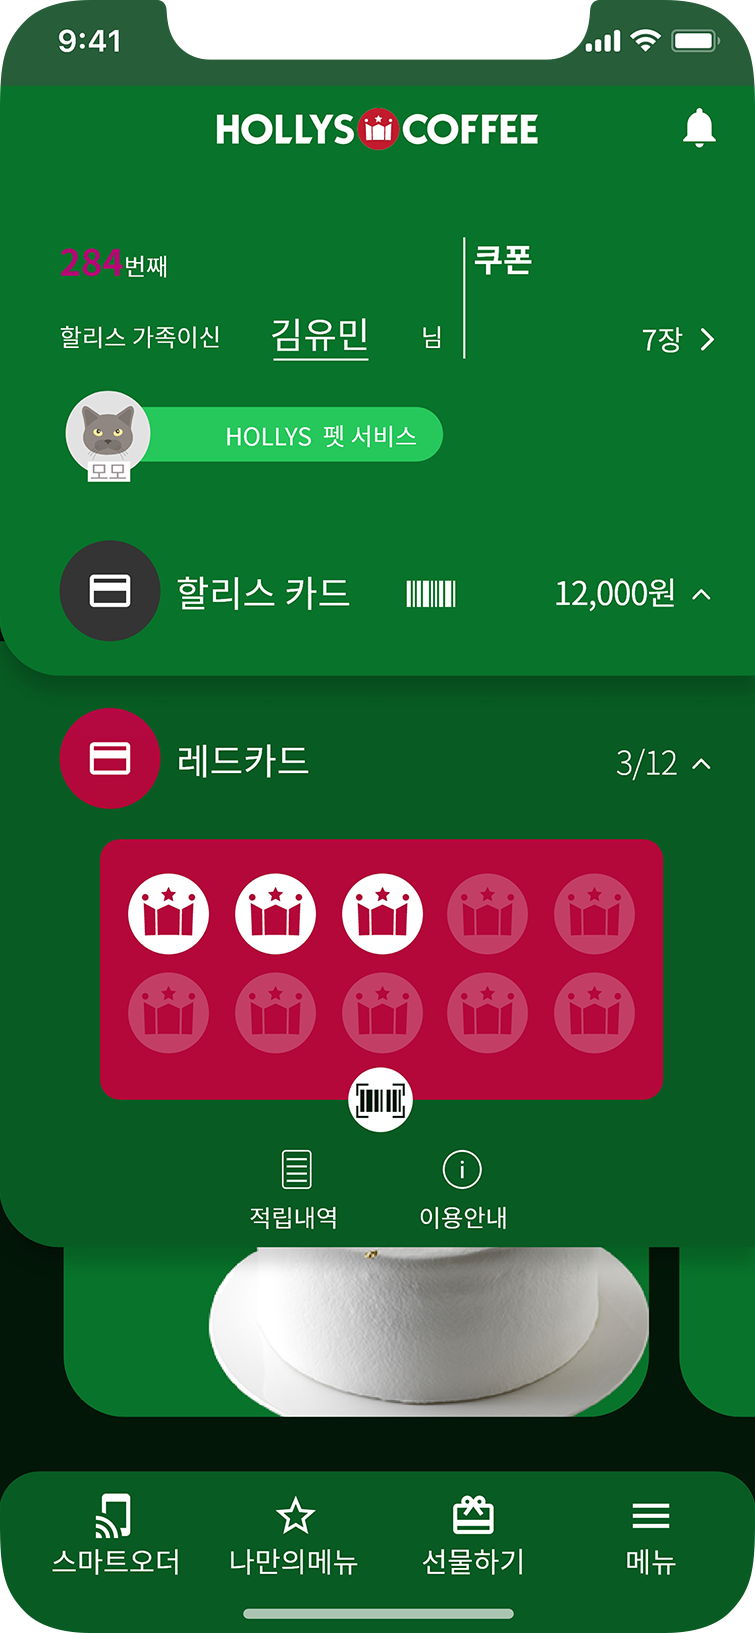 9:41
HOLLYS COFFEE
284번째
쿠폰
할리스 가족이신 김유민 님
7장
HOLLYS 펫 서비스
모모
할리스 카드 12,000원
레드카드 3/12
적립내역 이용안내
스마트오더 나만의메뉴 선물하기 메뉴